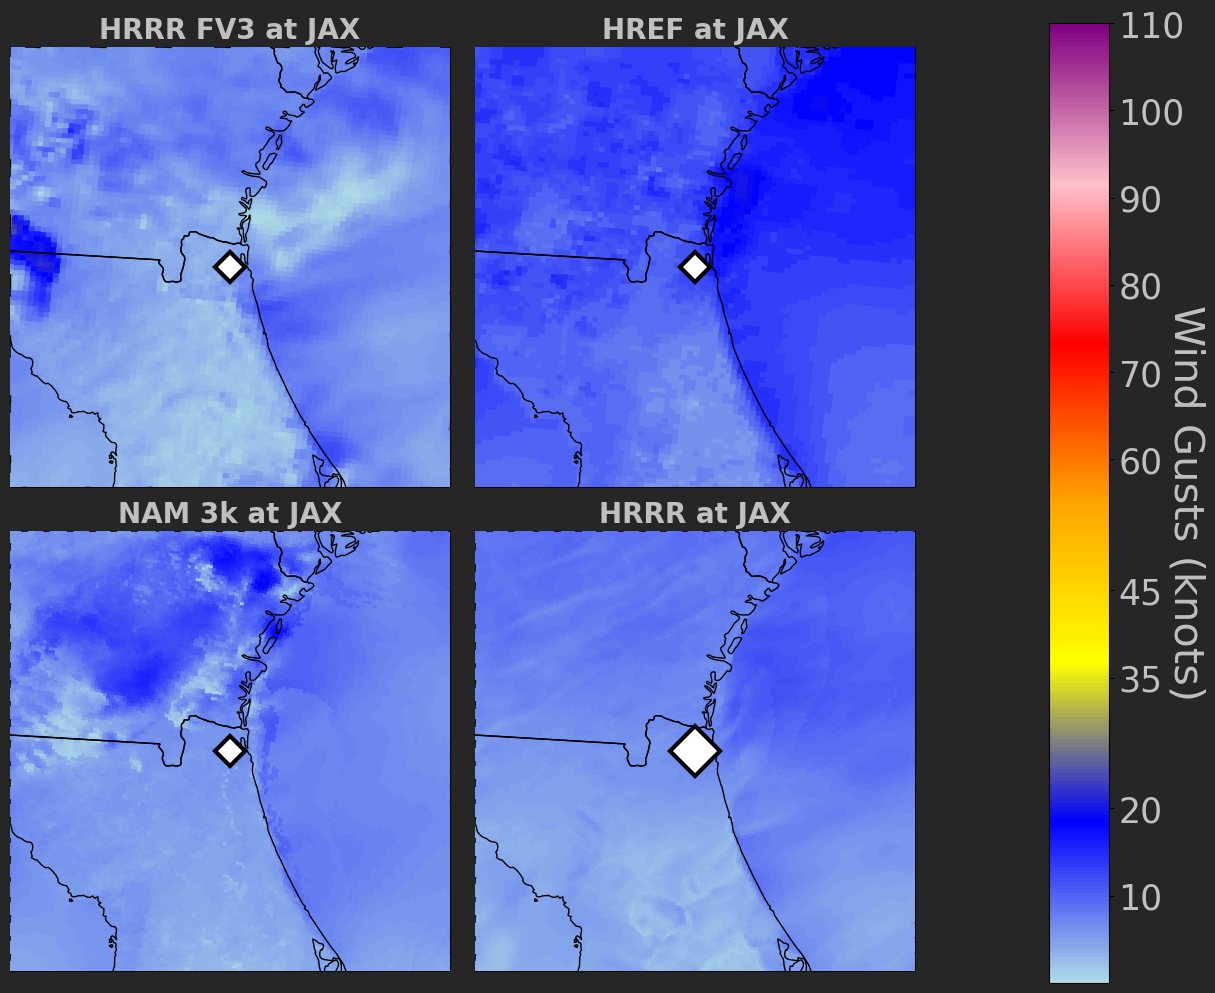 HRRR FV3 at JAX
HREF at JAX
NAM 3k at JAX
HRRR at JAX
110
100
90
80
70
60
45
35
20
10
Wind Gusts (knots)